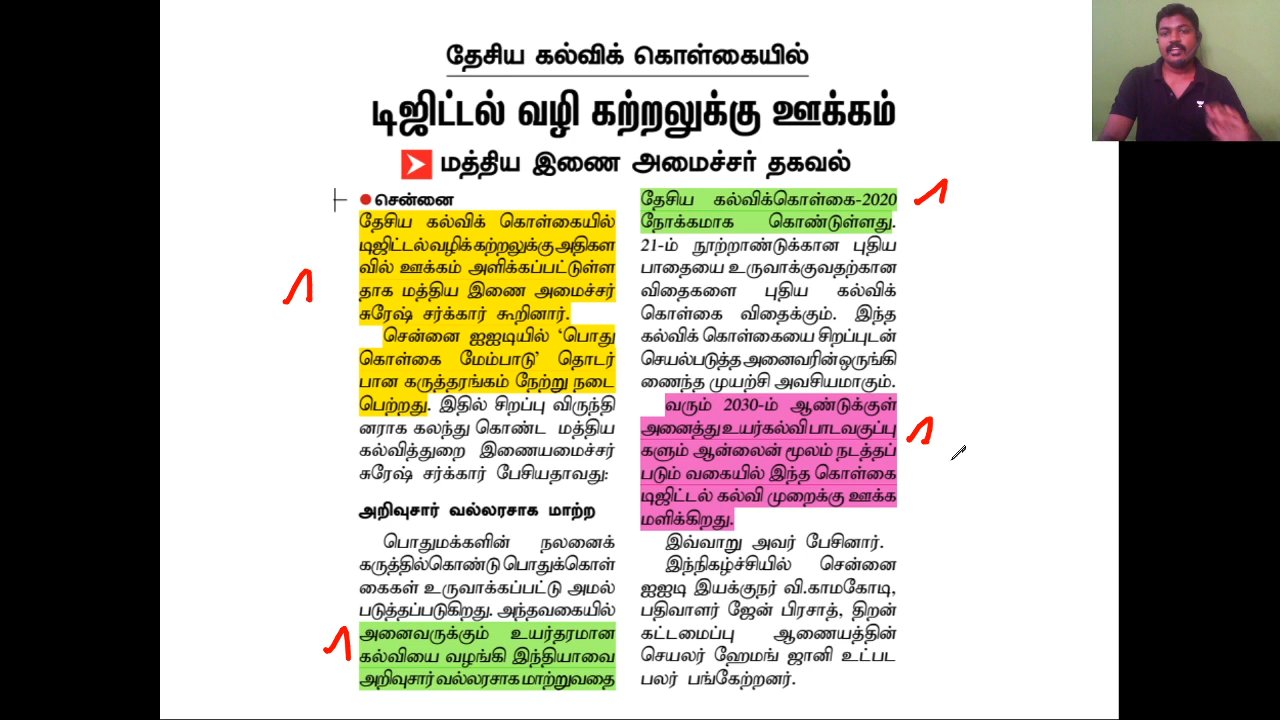 தேசிய கல்விக் கொள்கையில்
டிஜிட்டல் வழி கற்றலுக்கு ஊக்கம்
மத்திய இணை அமைச்சர் தகவல்
சென்னை
தேசிய கல்விக் கொள்கையில்
டிஜிட்டல் வழிக் கற்றலுக்கு அதிகள
வில் ஊக்கம் அளிக்கப்பட்டுள்ள
தாக மத்திய இணை அமைச்சர்
சுரேஷ் சர்க்கார் கூறினார்.
சென்னை ஐஐடியில் ‘பொது
கொள்கை மேம்பாடு’ தொடர்
பான கருத்தரங்கம் நேற்று நடை
பெற்றது. இதில் சிறப்பு விருந்தி
னராக கலந்து கொண்ட மத்திய
கல்வித்துறை இணையமைச்சர்
சுரேஷ் சர்க்கார் பேசியதாவது:
அறிவுசார் வல்லரசாக மாற்ற
பொதுமக்களின் நலனைக்
கருத்தில்கொண்டு பொதுக்கொள்
கைகள் உருவாக்கப்பட்டு அமல்
படுத்தப்படுகிறது. அந்தவகையில்
அனைவருக்கும் உயர்தரமான
கல்வியை வழங்கி இந்தியாவை
அறிவுசார் வல்லரசாக மாற்றுவதை
தேசிய கல்விக்கொள்கை-2020
நோக்கமாக கொண்டுள்ளது.
21-ம் நூற்றாண்டுக்கான புதிய
பாதையை உருவாக்குவதற்கான
விதைகளை புதிய கல்விக்
கொள்கை விதைக்கும். இந்த
கல்விக் கொள்கையை சிறப்புடன்
செயல்படுத்த அனைவரின் ஒருங்கி
ணைந்த முயற்சி அவசியமாகும்.
வரும் 2030-ம் ஆண்டுக்குள்
அனைத்து உயர்கல்வி பாடவகுப்பு
களும் ஆன்லைன் மூலம் நடத்தப்
படும் வகையில் இந்த கொள்கை
டிஜிட்டல் கல்வி முறைக்கு ஊக்க
மளிக்கிறது.
இவ்வாறு அவர் பேசினார்.
இந்நிகழ்ச்சியில் சென்னை
ஐஐடி இயக்குநர் வி.காமகோடி,
பதிவாளர் ஜேன் பிரசாத், திறன்
கட்டமைப்பு ஆணையத்தின்
செயலர் ஹேமங் ஜானி உட்பட
பலர் பங்கேற்றனர்.